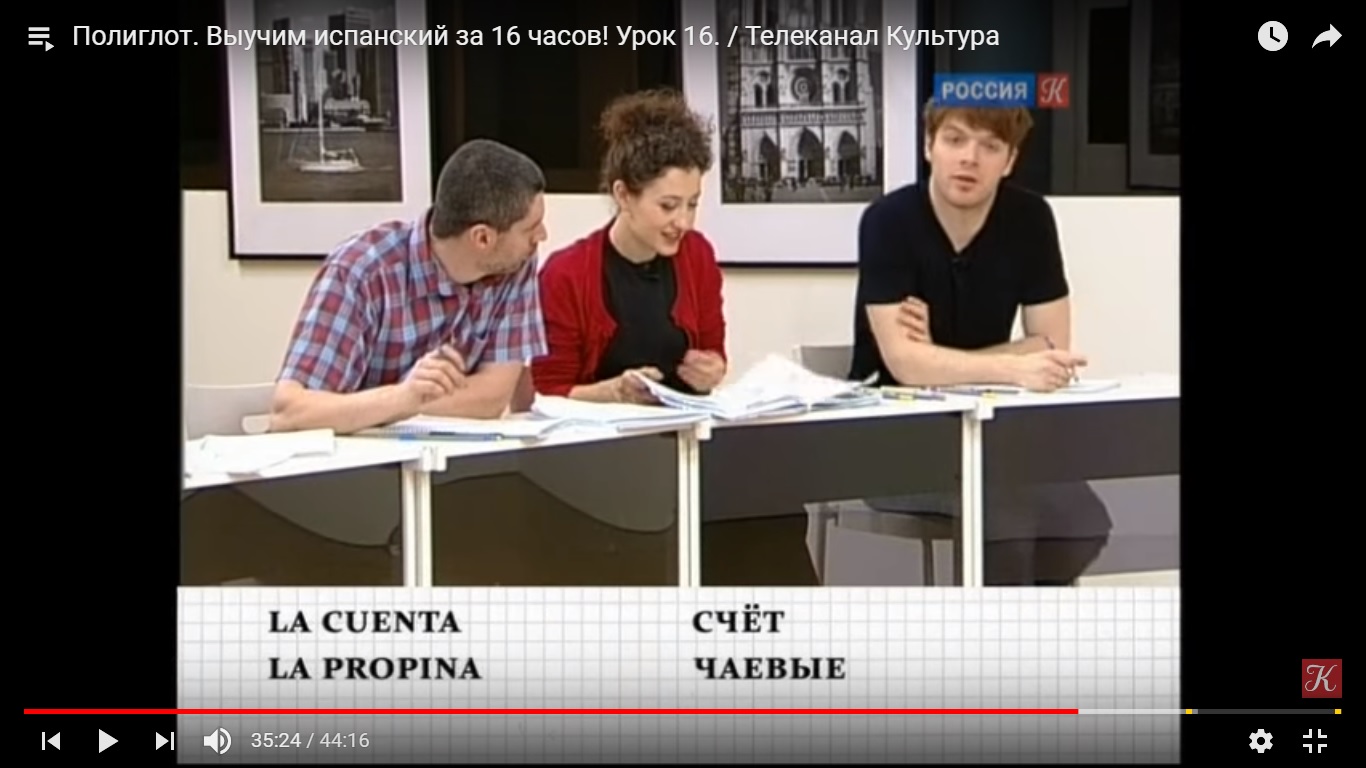 Полиглот. Выучим испанский за 16 часов! Урок 16. / Телеканал Культура
РОССИЯ К
LA CUENTA СЧЁТ
LA PROPINA ЧАЕВЫЕ
К
35:24 / 44:16